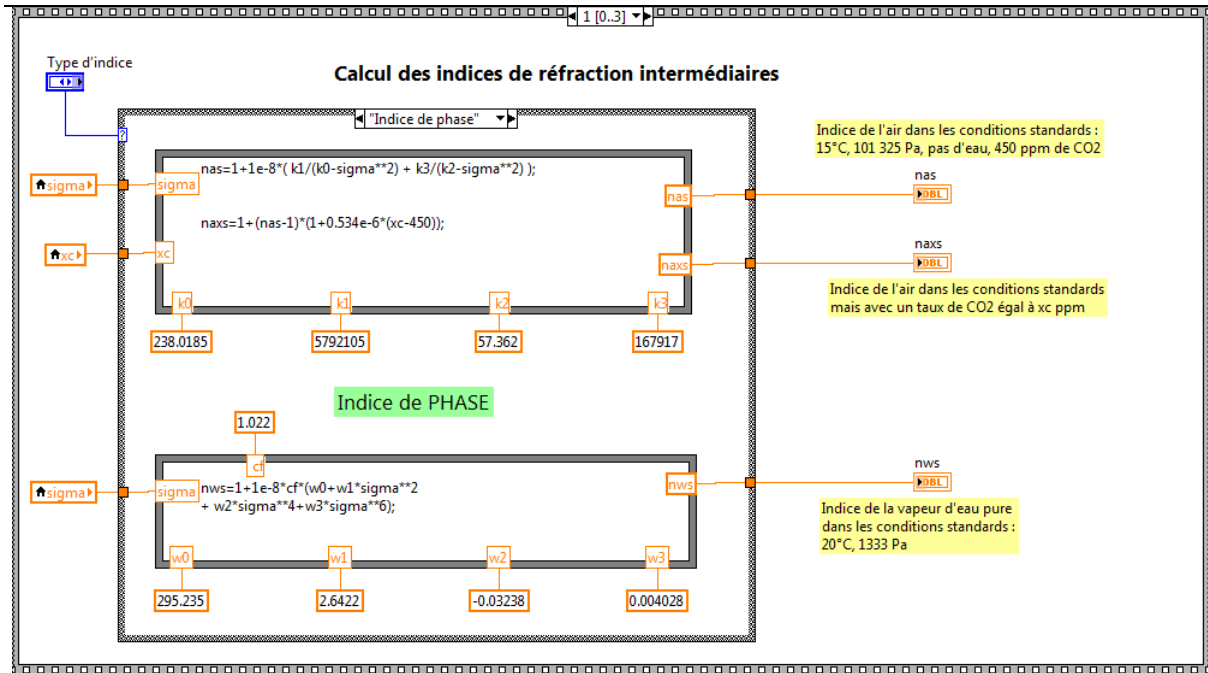 1 [0..3]
Type d'indice
Calcul des indices de réfraction intermédiaires
"Indice de phase"
?
Indice de l'air dans les conditions standards :
15°C, 101 325 Pa, pas d'eau, 450 ppm de CO2
nas=1+1e-8*( k1/(k0-sigma**2) + k3/(k2-sigma**2) );
sigma
sigma
nas
nas
DBL
naxs=1+(nas-1)*(1+0.534e-6*(xc-450));
xc
xc
naxs
naxs
DBL
Indice de l'air dans les conditions standards
mais avec un taux de CO2 égal à xc ppm
k0
k1
k2
k3
238.0185
5792105
57.362
167917
Indice de PHASE
1.022
cf
sigma
sigma
nws=1+1e-8*cf*(w0+w1*sigma**2
+ w2*sigma**4+w3*sigma**6);
nws
nws
DBL
Indice de la vapeur d'eau pure
dans les conditions standards :
20°C, 1333 Pa
w0
w1
w2
w3
295.235
2.6422
-0.03238
0.004028